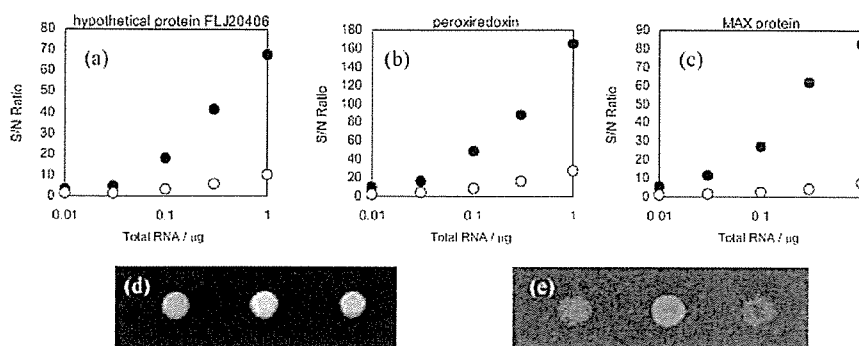 hypothetical protein FLJ20406
(a)
S/N Ratio
80
70
60
50
40
30
20
10
0
0.01
0.1
1
Total RNA / µg
peroxiredoxin
(b)
S/N Ratio
180
160
140
120
100
80
60
40
20
0
0.01
0.1
1
Total RNA / µg
MAX protein
(c)
S/N Ratio
90
80
70
60
50
40
30
20
10
0
0.01
0.1
Total RNA / µg
(d)
(e)